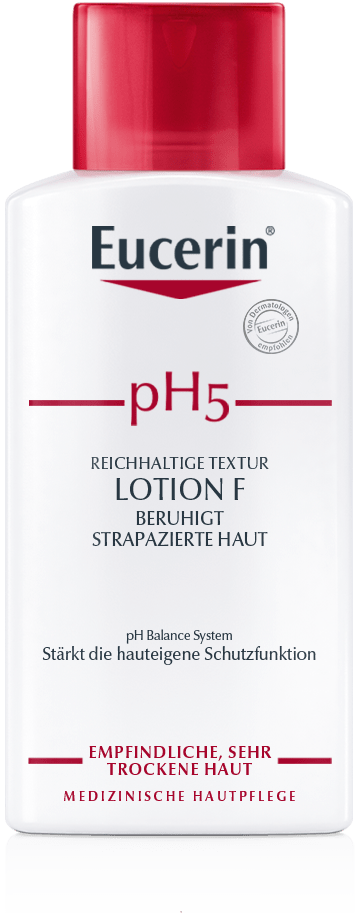 Eucerin®
Von Dermatologen
Eucerin
empfohlen
pH5
REICHHALTIGE TEXTUR
LOTION F
BERUHIGT
STRAPAZIERTE HAUT
pH Balance System
Stärkt die hauteigene Schutzfunktion
EMPFINDLICHE, SEHR
TROCKENE HAUT
MEDIZINISCHE HAUTPFLEGE